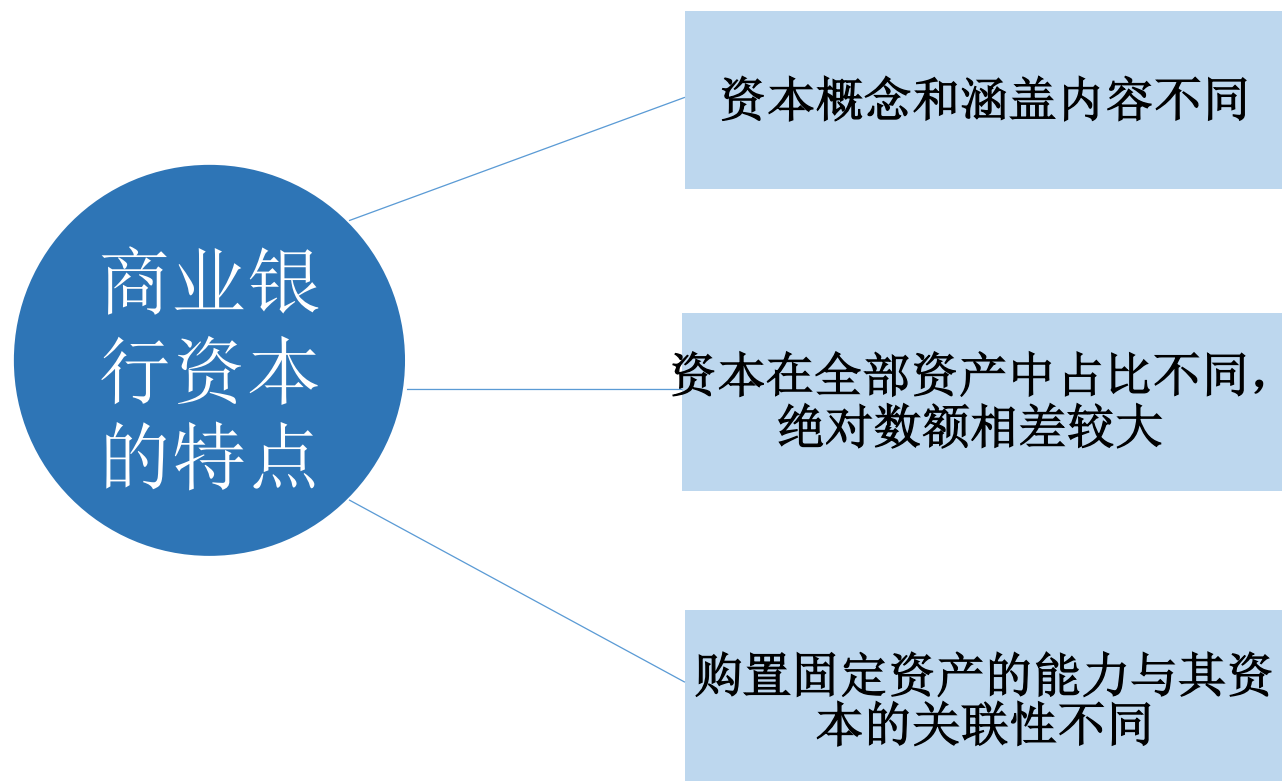 商业银
行资本
的特点
资本概念和涵盖内容不同
资本在全部资产中占比不同，
绝对数额相差较大
购置固定资产的能力与其资
本的关联性不同